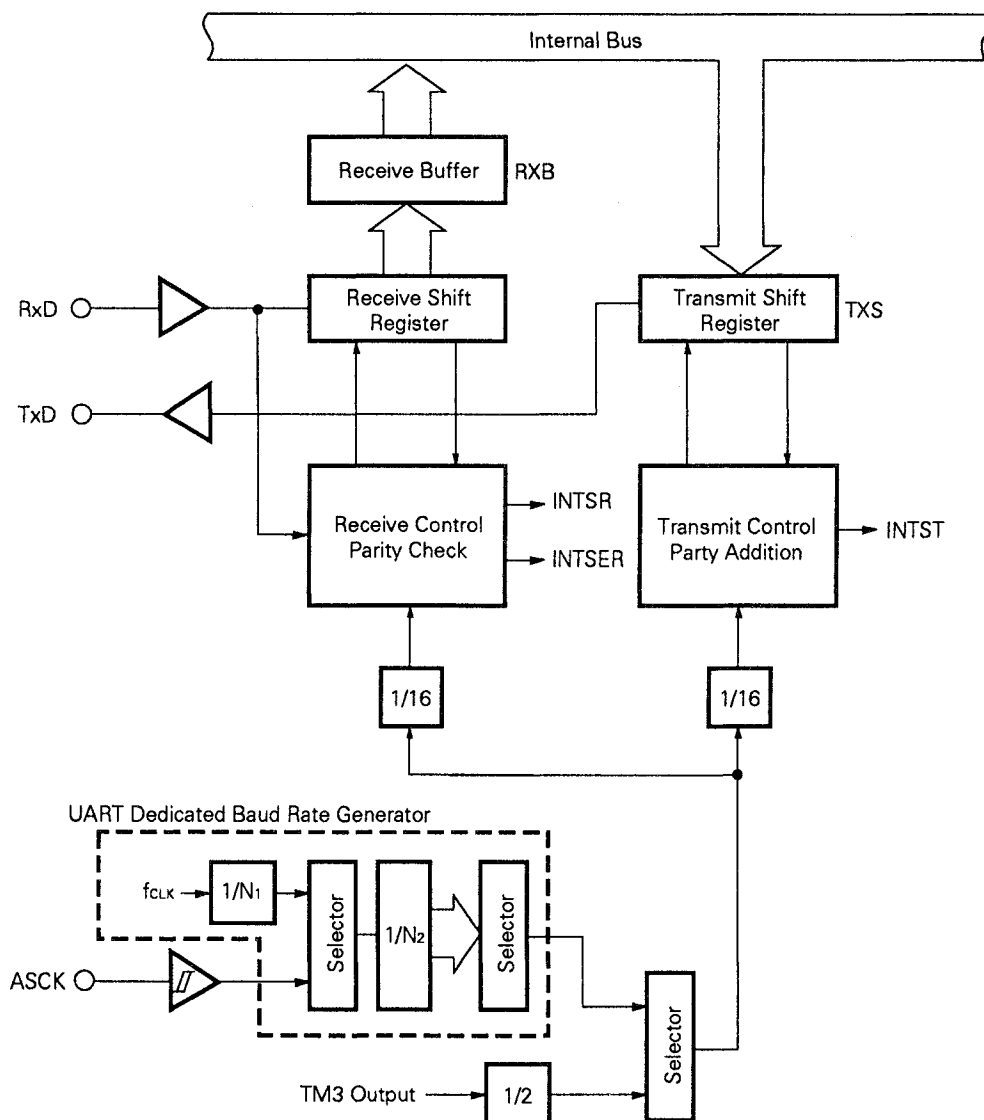 Internal Bus
Receive Buffer
RXB
RxD
Receive Shift
Register
Transmit Shift
Register
TXS
TxD
Receive Control
Parity Check
INTSR
INTSER
Transmit Control
Party Addition
INTST
1/16
1/16
UART Dedicated Baud Rate Generator
fCLK
1/N1
Selector
1/N2
Selector
ASCK
Selector
TM3 Output
1/2